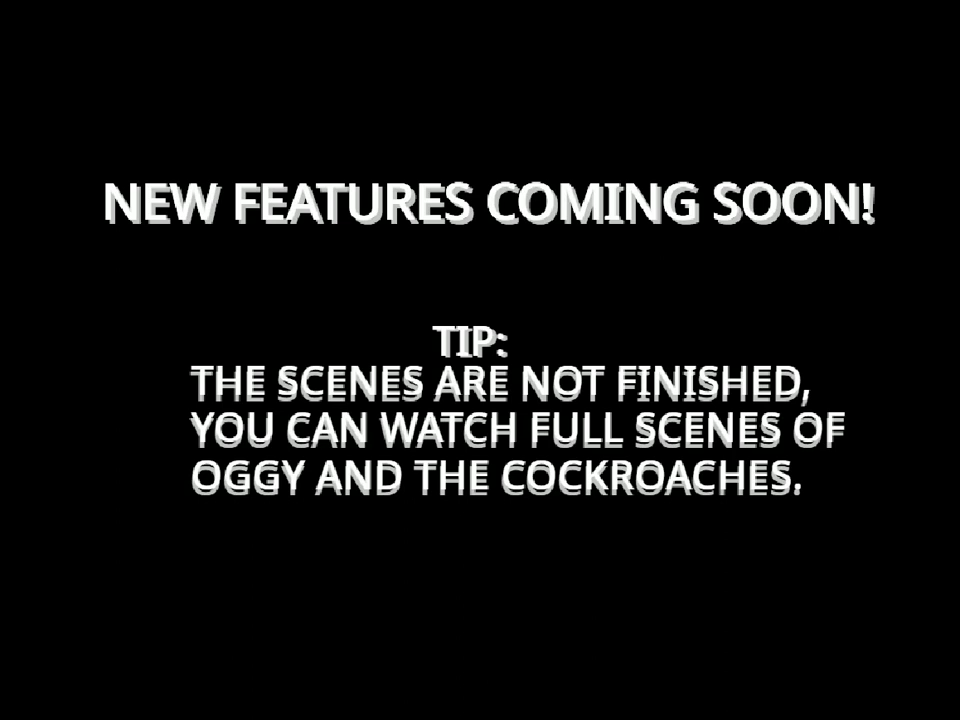 NEW FEATURES COMING SOON!
TIP:
THE SCENES ARE NOT FINISHED,
YOU CAN WATCH FULL SCENES OF
OGGY AND THE COCKROACHES.